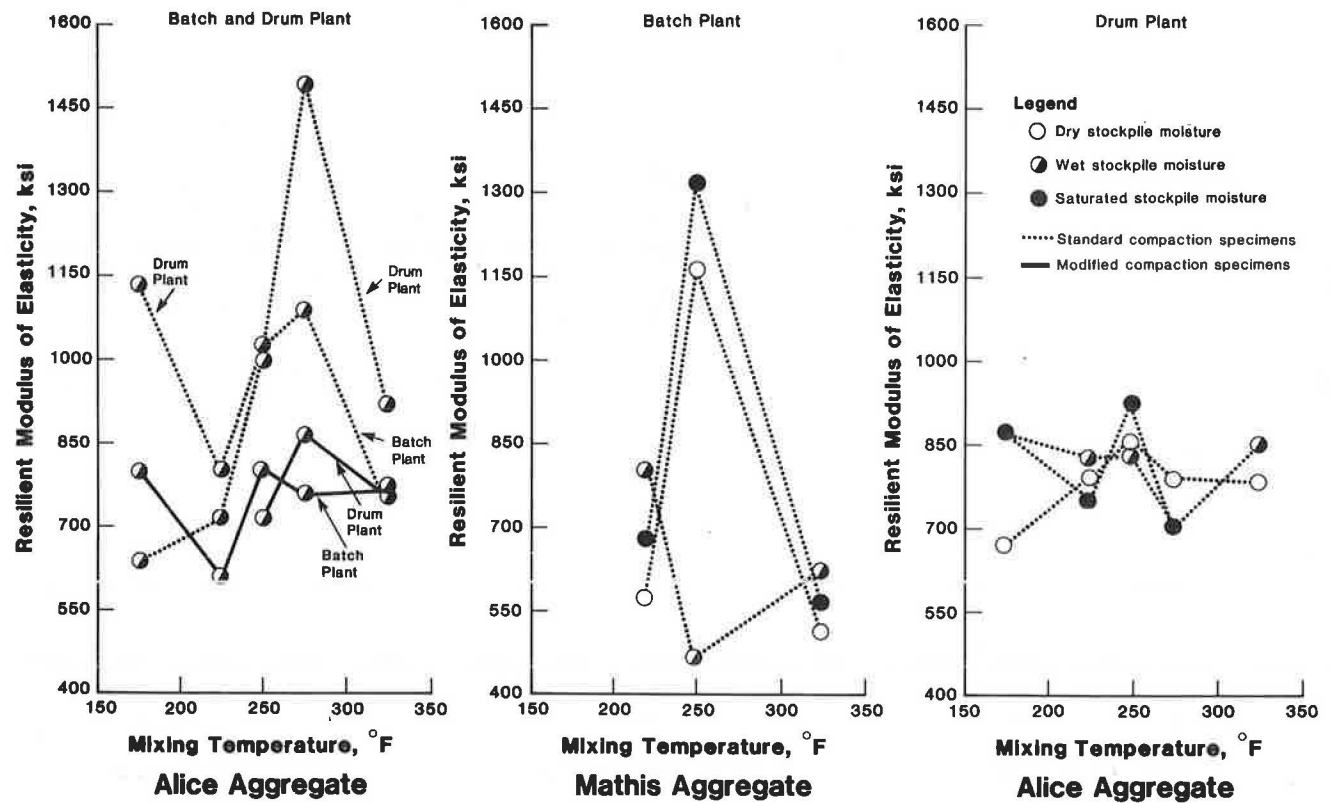 Batch and Drum Plant
1600
1450
1300
1150
1000
850
700
550
400
150
200
250
300
350
Resilient Modulus of Elasticity, ksi
Drum
Plant
Drum
Plant
Batch
Plant
Drum
Plant
Batch
Plant
Mixing Temperature, °F
Alice Aggregate
Batch Plant
1600
1450
1300
1150
1000
850
700
550
400
150
200
250
300
350
Resilient Modulus of Elasticity, ksi
Mixing Temperature, °F
Mathis Aggregate
Drum Plant
1600
1450
1300
1150
1000
850
700
550
400
150
200
250
300
350
Resilient Modulus of Elasticity, ksi
Legend
Dry stockpile moisture
Wet stockpile moisture
Saturated stockpile moisture
Standard compaction specimens
Modified compaction specimens
Mixing Temperature, °F
Alice Aggregate